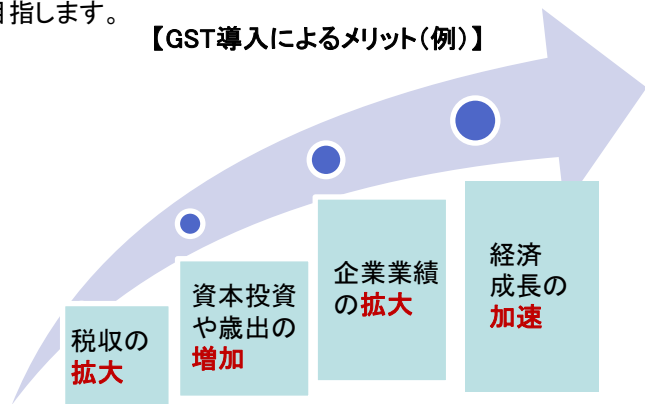 指します。
【GST導入によるメリット(例)】
税収の
拡大
資本投資
や歳出の
増加
企業業績
の拡大
経済
成長の
加速